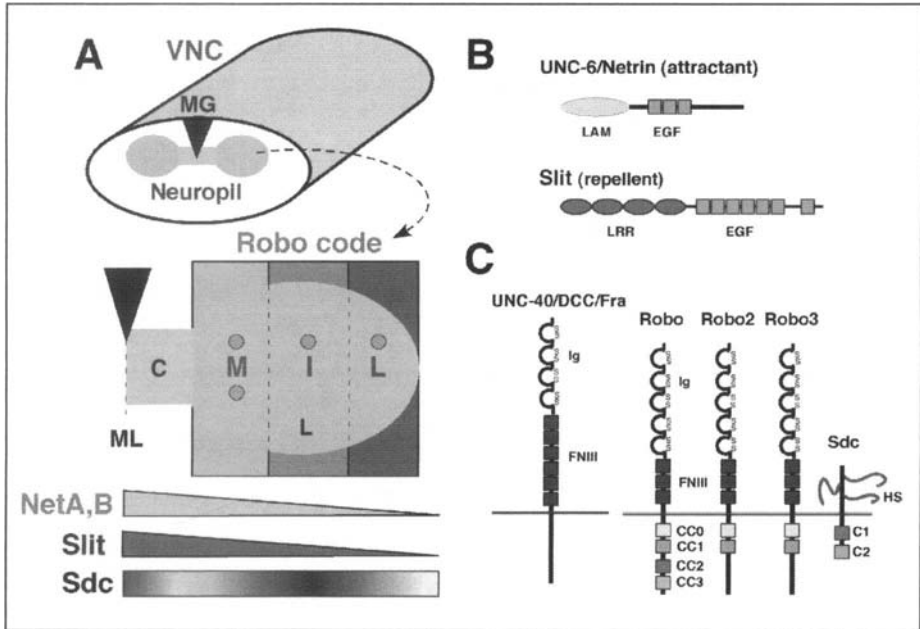 A
VNC
MG
Neuropil
Robo code
C
M
I
L
L
ML
NetA,B
Slit
Sdc
B
UNC-6/Netrin (attractant)
LAM
EGF
Slit (repellent)
LRR
EGF
C
UNC-40/DCC/Fra
Ig
FNIII
Robo
Robo2
Robo3
Ig
FNIII
CC0
CC1
CC2
CC3
Sdc
HS
C1
C2